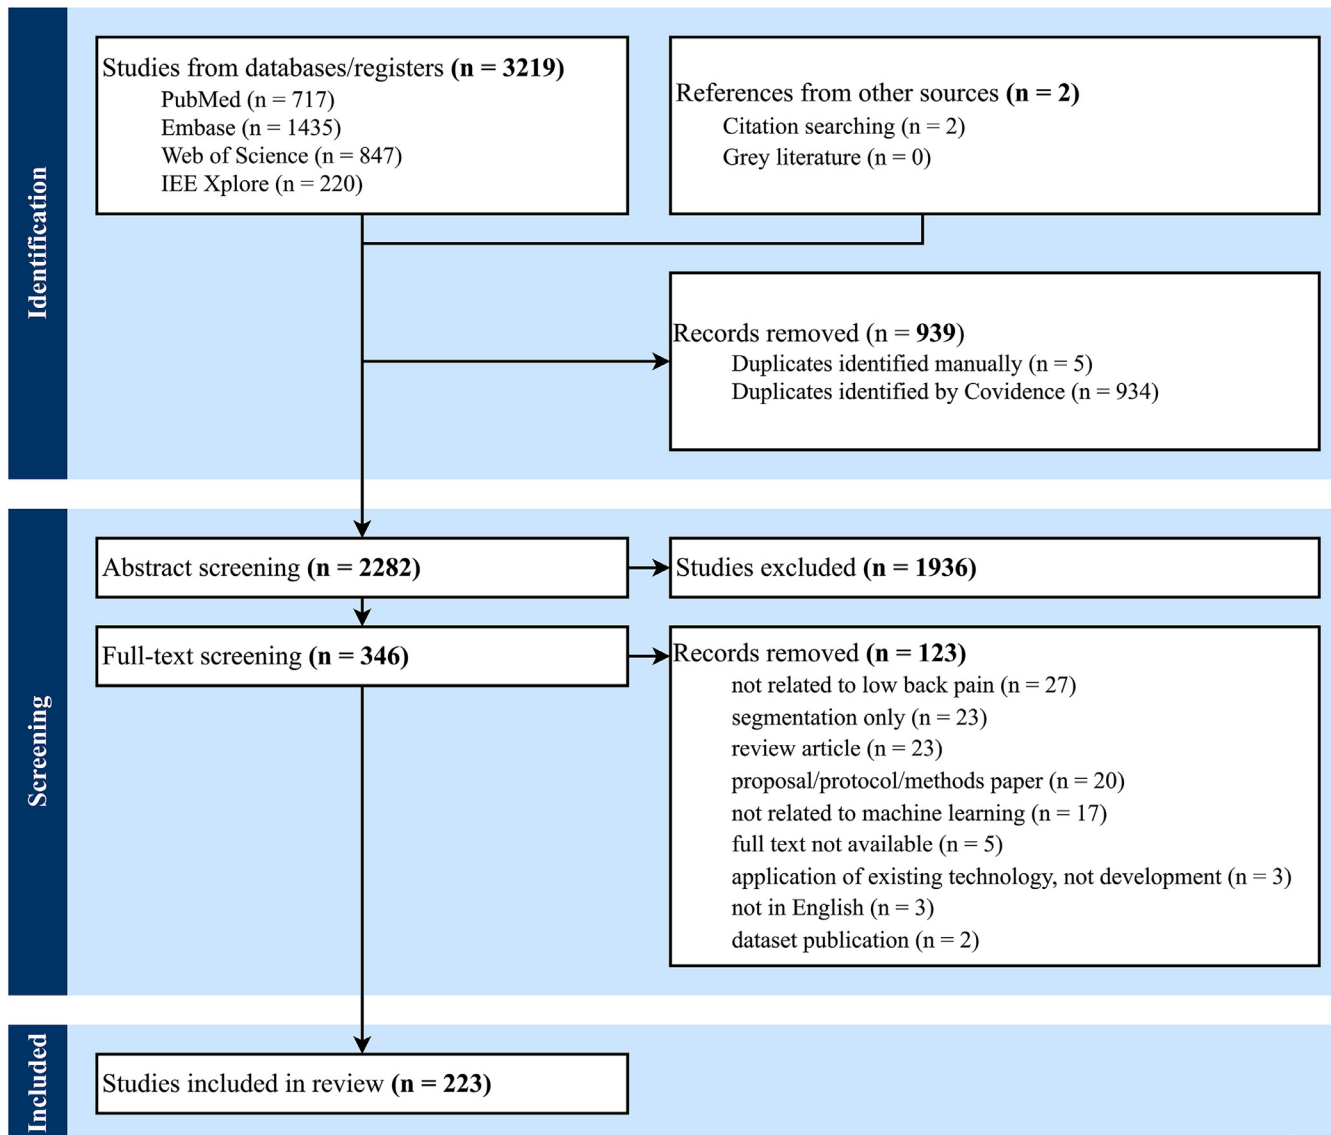 Identification
Studies from databases/registers (n = 3219)
PubMed (n = 717)
Embase (n = 1435)
Web of Science (n = 847)
IEE Xplore (n = 220)
References from other sources (n = 2)
Citation searching (n = 2)
Grey literature (n = 0)
Records removed (n = 939)
Duplicates identified manually (n = 5)
Duplicates identified by Covidence (n = 934)
Screening
Abstract screening (n = 2282)
Studies excluded (n = 1936)
Full-text screening (n = 346)
Records removed (n = 123)
not related to low back pain (n = 27)
segmentation only (n = 23)
review article (n = 23)
proposal/protocol/methods paper (n = 20)
not related to machine learning (n = 17)
full text not available (n = 5)
application of existing technology, not development (n = 3)
not in English (n = 3)
dataset publication (n = 2)
Included
Studies included in review (n = 223)